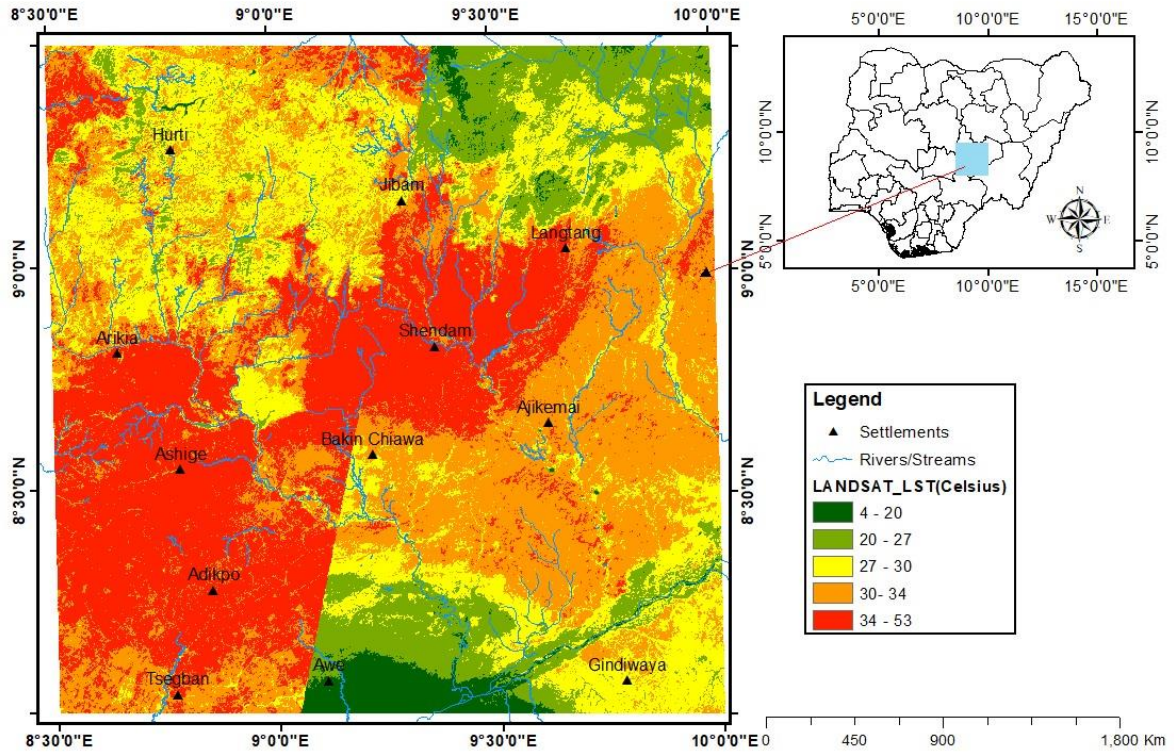 8°30'0"E 9°0'0"E 9°30'0"E 10°0'0"E
5°0'0"E 10°0'0"E 15°0'0"E
Hurti
10°0'0"N
10°0'0"N
Jibam
N
W
E
S
Langtang
5°0'0"N
5°0'0"N
9°0'0"N
9°0'0"N
5°0'0"E 10°0'0"E 15°0'0"E
Shendam
Arikia
Legend
Ajikemai
Settlements
Bakin Chiawa
Rivers/Streams
Ashige
LANDSAT_LST(Celsius)
8°30'0"N
8°30'0"N
4 - 20
20 - 27
27 - 30
Adikpo
30- 34
34 - 53
Awe
Gindiwaya
Tsegban
8°30'0"E 9°0'0"E 9°30'0"E 10°0'0"E
0 450 900 1,800 Km